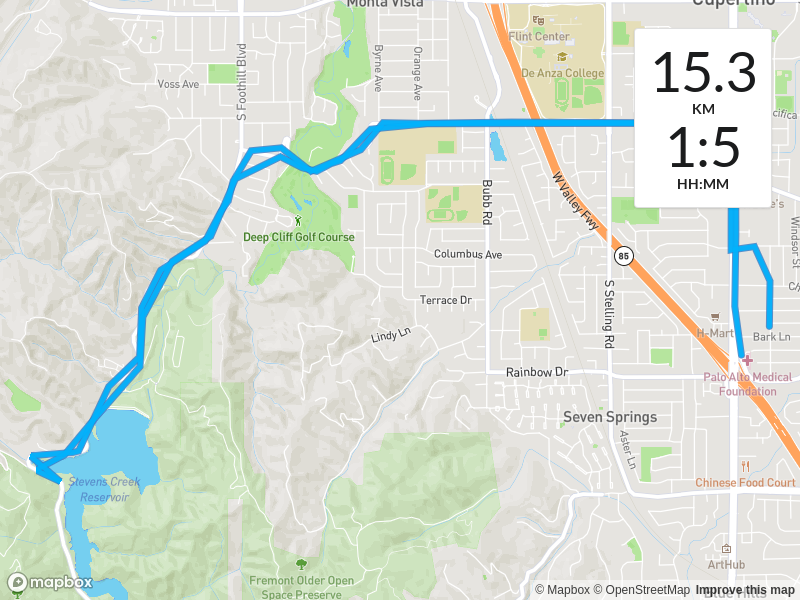 Monta Vista
Cupertino
Flint Center
De Anza College
Byrne Ave
Orange Ave
Voss Ave
S Foothill Blvd
15.3
KM
1:5
HH:MM
Bubb Rd
W Valley Fwy
Windsor St
Deep Cliff Golf Course
Columbus Ave
85
S Stelling Rd
Terrace Dr
Lindy Ln
H-Mart
Bark Ln
Rainbow Dr
Palo Alto Medical
Foundation
Seven Springs
Aster Ln
Stevens Creek
Reservoir
Chinese Food Court
ArtHub
Fremont Older Open
Space Preserve
Blue Hills
mapbox
© Mapbox © OpenStreetMap Improve this map